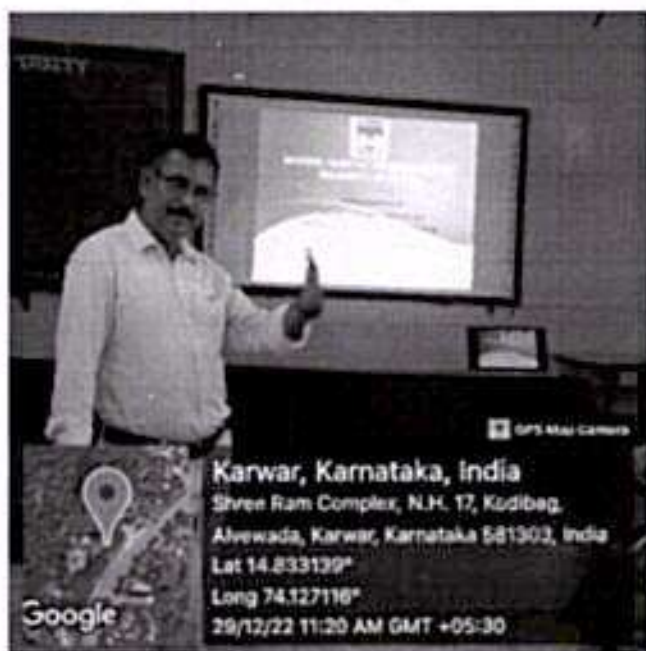 GPS Map Camera
Karwar, Karnataka, India
Shree Ram Complex, N.H. 17, Kodibag,
Alvewada, Karwar, Karnataka 581303, India
Lat 14.833139°
Long 74.127116°
29/12/22 11:20 AM GMT +05:30
Google